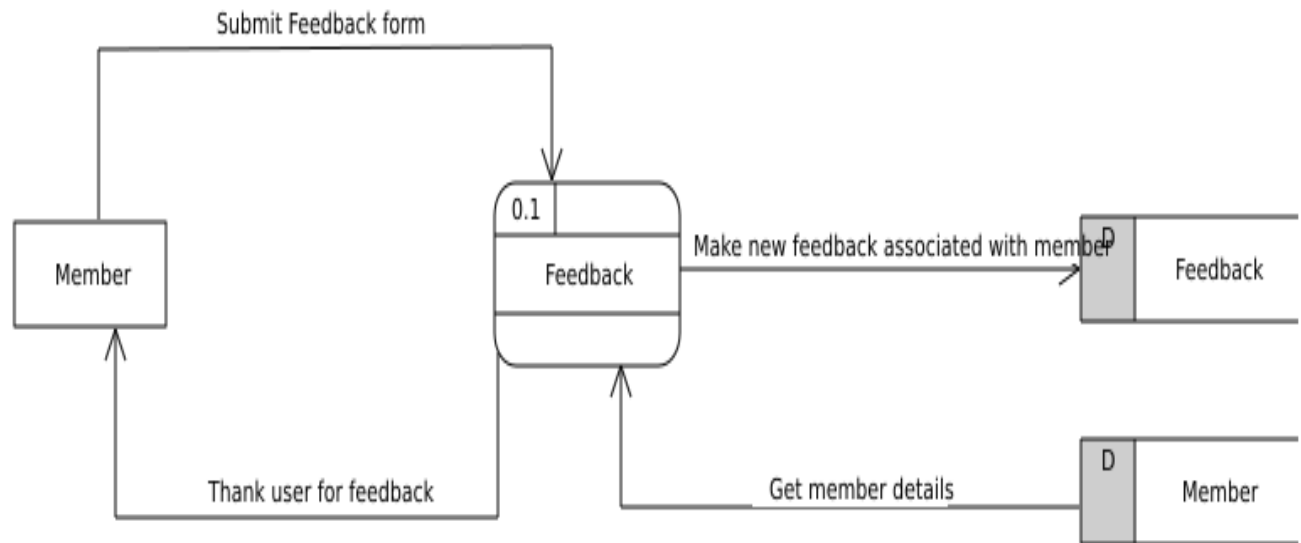 Submit Feedback form
0.1
Member
Feedback
Make new feedback associated with member
D
Feedback
Thank user for feedback
Get member details
D
Member